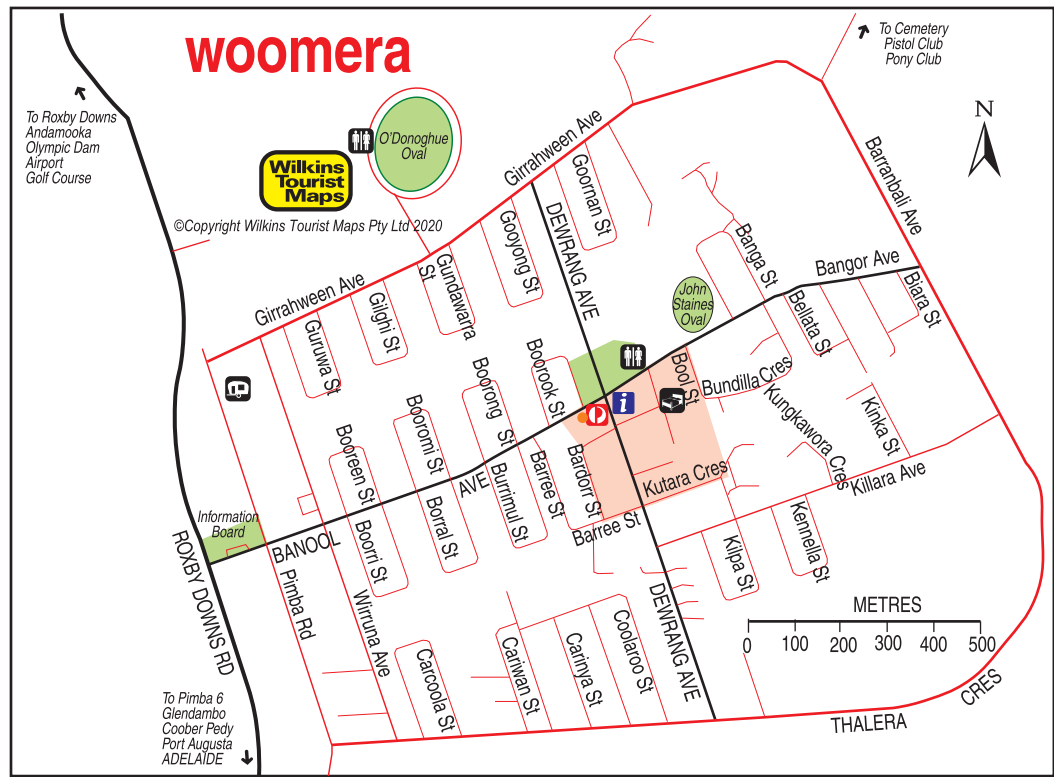 woomera
To Cemetery
Pistol Club
Pony Club
To Roxby Downs
Andamooka
Olympic Dam
Airport
Golf Course
N
O'Donoghue
Oval
Wilkins
Tourist
Maps
©Copyright Wilkins Tourist Maps Pty Ltd 2020
Girrahween Ave
Goornan St
DEWRANG AVE
Gooyong St
Gundawarra
St
Girrahween Ave
Gilghi St
Guruwa St
Barranbali Ave
Banga St
Bangor Ave
Biara St
Bellata St
John
Staines
Oval
Bool St
Bundilla Cres
Kungkawora Cres
Kinka St
Killara Ave
i
Boorook St
Boorong
St
Booromi St
Booreen St
AVE
Burrimul St
Barree St
Bardorr St
Kutara Cres
Barree St
Borral St
Boorri St
BANOOL
Information
Board
ROXBY DOWNS RD
Pimba Rd
Wirruna Ave
Kilpa St
Kennella St
DEWRANG AVE
Coolaroo St
Carinya St
Cariwan St
Carcoola St
METRES
0 100 200 300 400 500
THALERA
CRES
To Pimba 6
Glendambo
Coober Pedy
Port Augusta
ADELAIDE